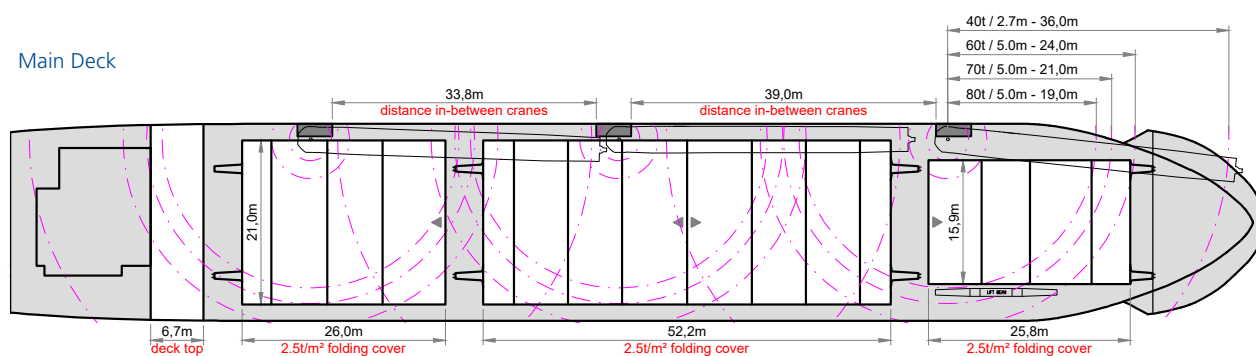 Main Deck
40t / 2.7m - 36,0m
60t / 5.0m - 24,0m
70t / 5.0m - 21,0m
80t / 5.0m - 19,0m
33,8m
distance in-between cranes
39,0m
distance in-between cranes
21,0m
15,9m
LIFT BEAM
6,7m
deck top
26,0m
2.5t/m² folding cover
52,2m
2.5t/m² folding cover
25,8m
2.5t/m² folding cover